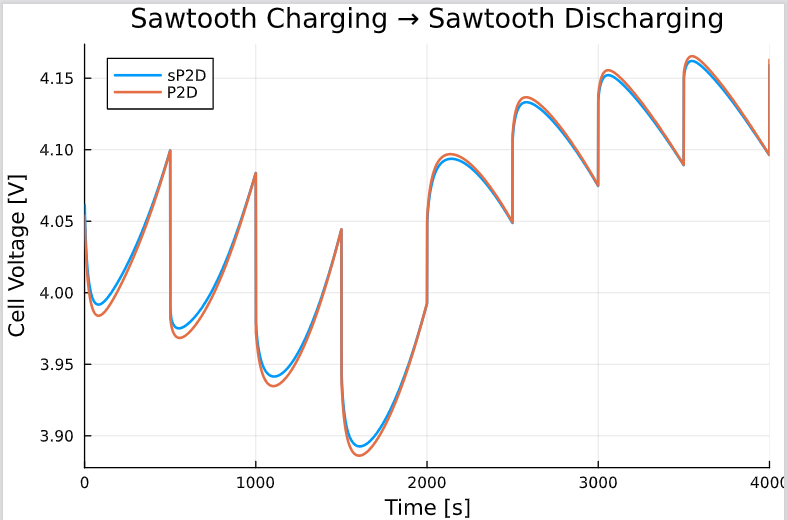 Sawtooth Charging → Sawtooth Discharging
sP2D
P2D
4.15
4.10
4.05
4.00
3.95
3.90
Cell Voltage [V]
0
1000
2000
3000
4000
Time [s]